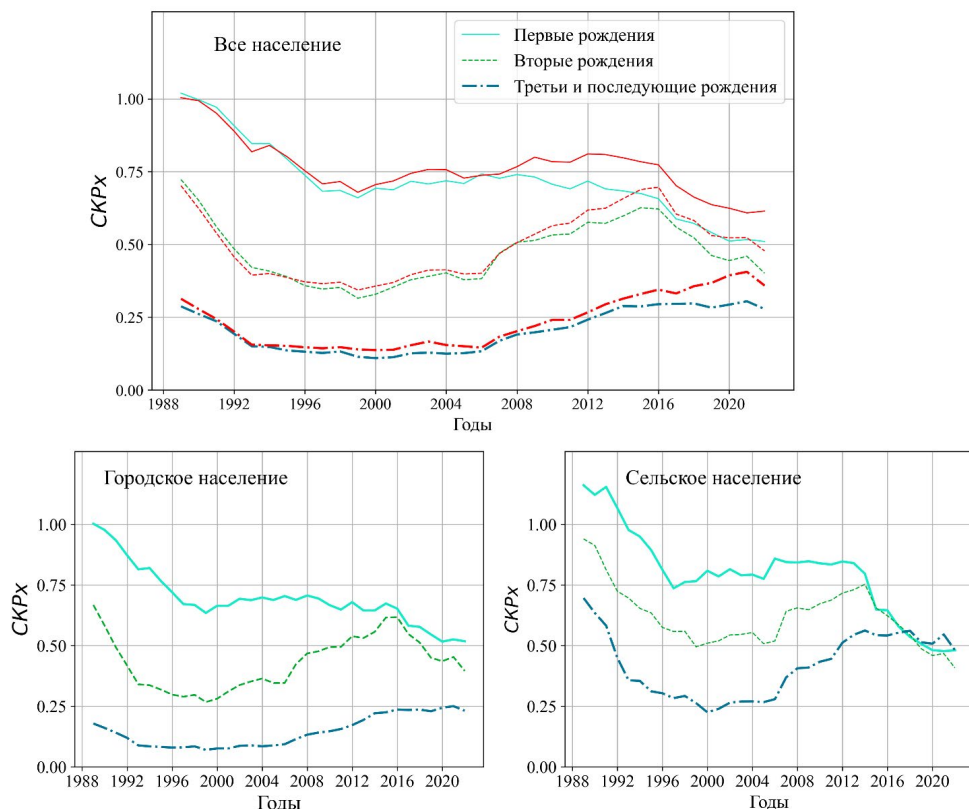 Все население
Первые рождения
Вторые рождения
Третьи и последующие рождения
1.00
0.75
0.50
0.25
0.00
СКРх
1988 1992 1996 2000 2004 2008 2012 2016 2020
Годы
Городское население
1.00
0.75
0.50
0.25
0.00
СКРх
1988 1992 1996 2000 2004 2008 2012 2016 2020
Годы
Сельское население
1.00
0.75
0.50
0.25
0.00
СКРх
1988 1992 1996 2000 2004 2008 2012 2016 2020
Годы